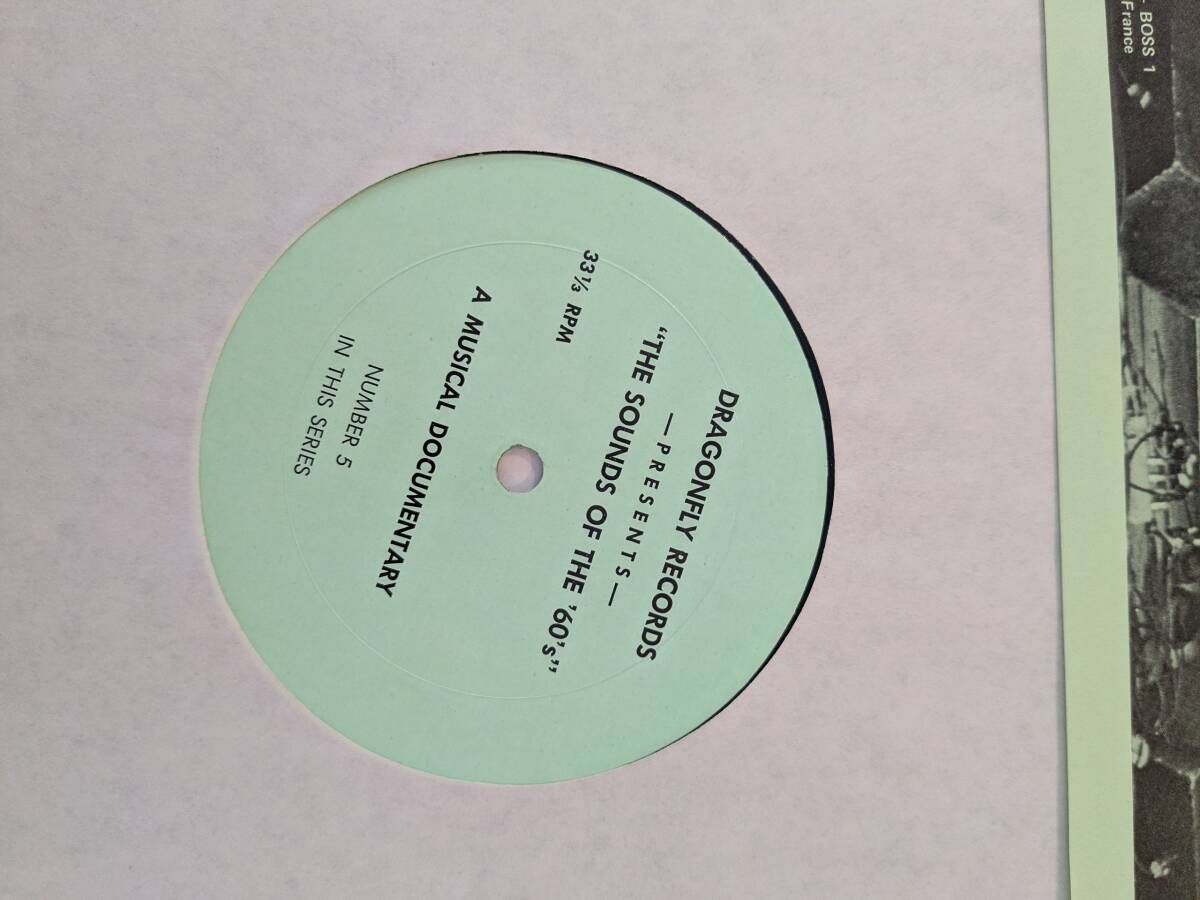 DRAGONFLY RECORDS
— PRESENTS —
“THE SOUNDS OF THE ’60’s”
33⅓ RPM
A MUSICAL DOCUMENTARY
NUMBER 5
IN THIS SERIES
- BOSS 1
France